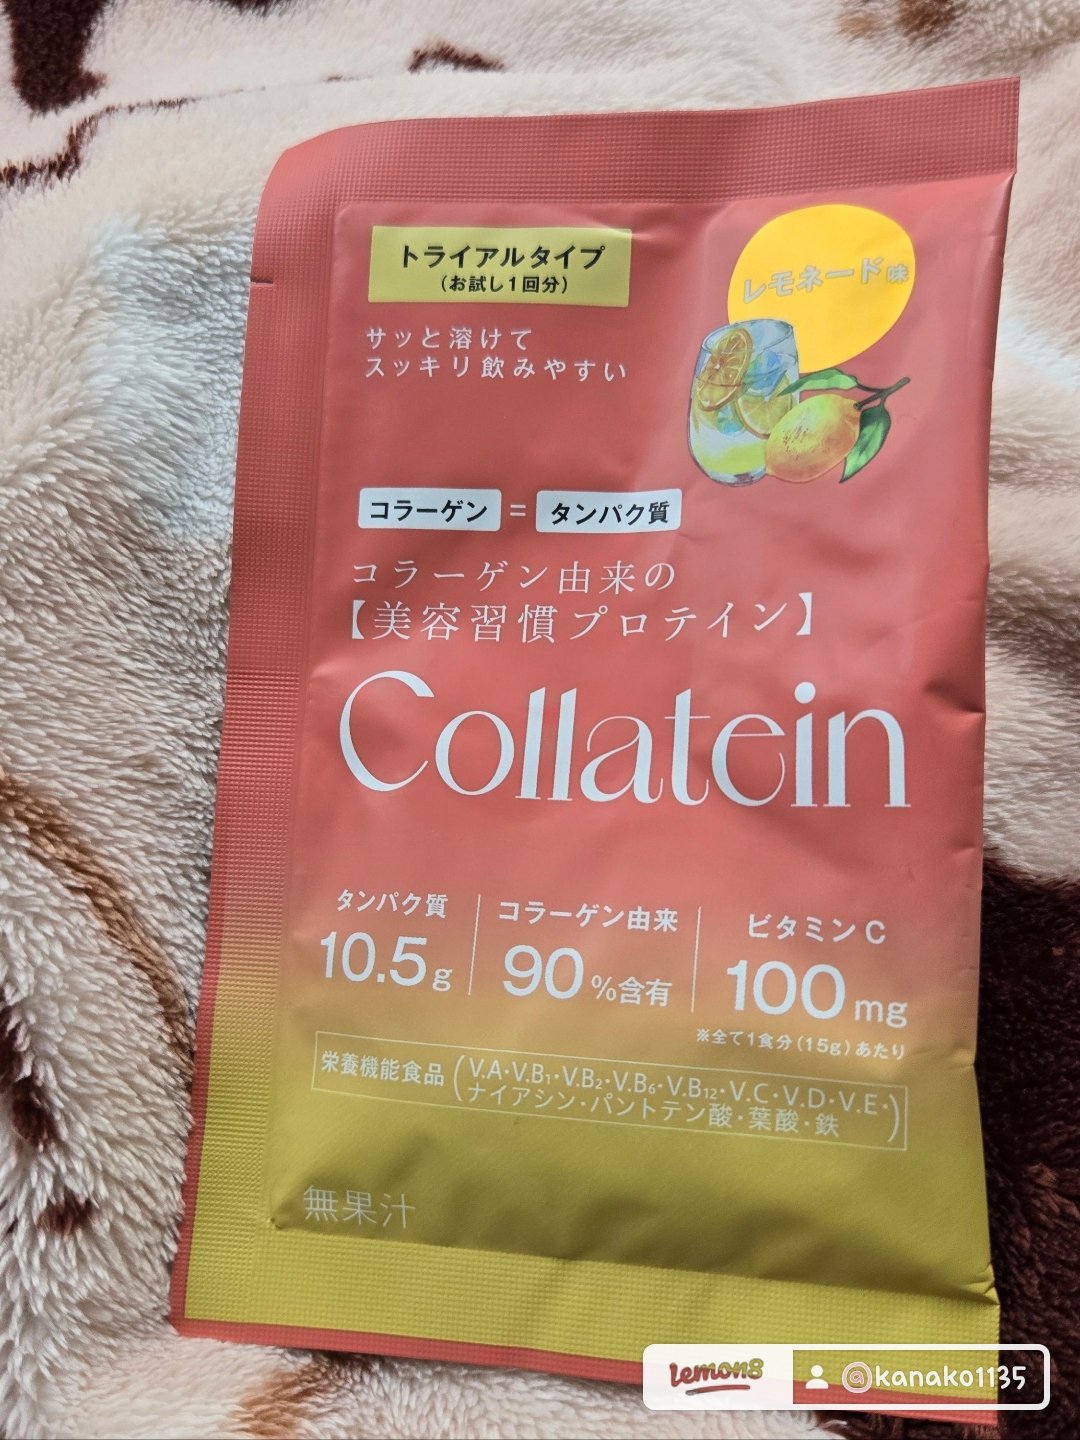 トライアルタイプ
(お試し1回分)
レモネード味
サッと溶けて
スッキリ飲みやすい
コラーゲン = タンパク質
コラーゲン由来の
【美容習慣プロテイン】
Collatein
タンパク質
10.5g
コラーゲン由来
90%含有
ビタミンC
100mg
※全て1食分(15g)あたり
栄養機能食品(V.A・V.B1・V.B2・V.B6・V.B12・V.C・V.D・V.E・
ナイアシン・パントテン酸・葉酸・鉄)
無果汁
lemon8 @kanako1135